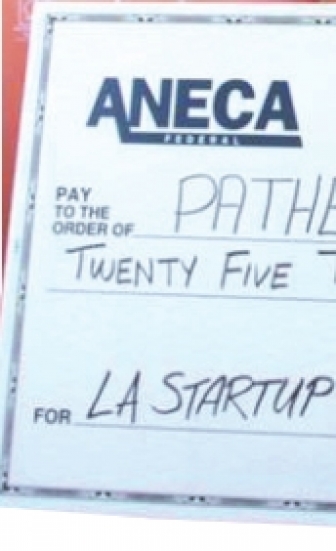 ANECA
FEDERAL
PAY
TO THE
ORDER OF PATHE
TWENTY FIVE T
FOR LA STARTUP